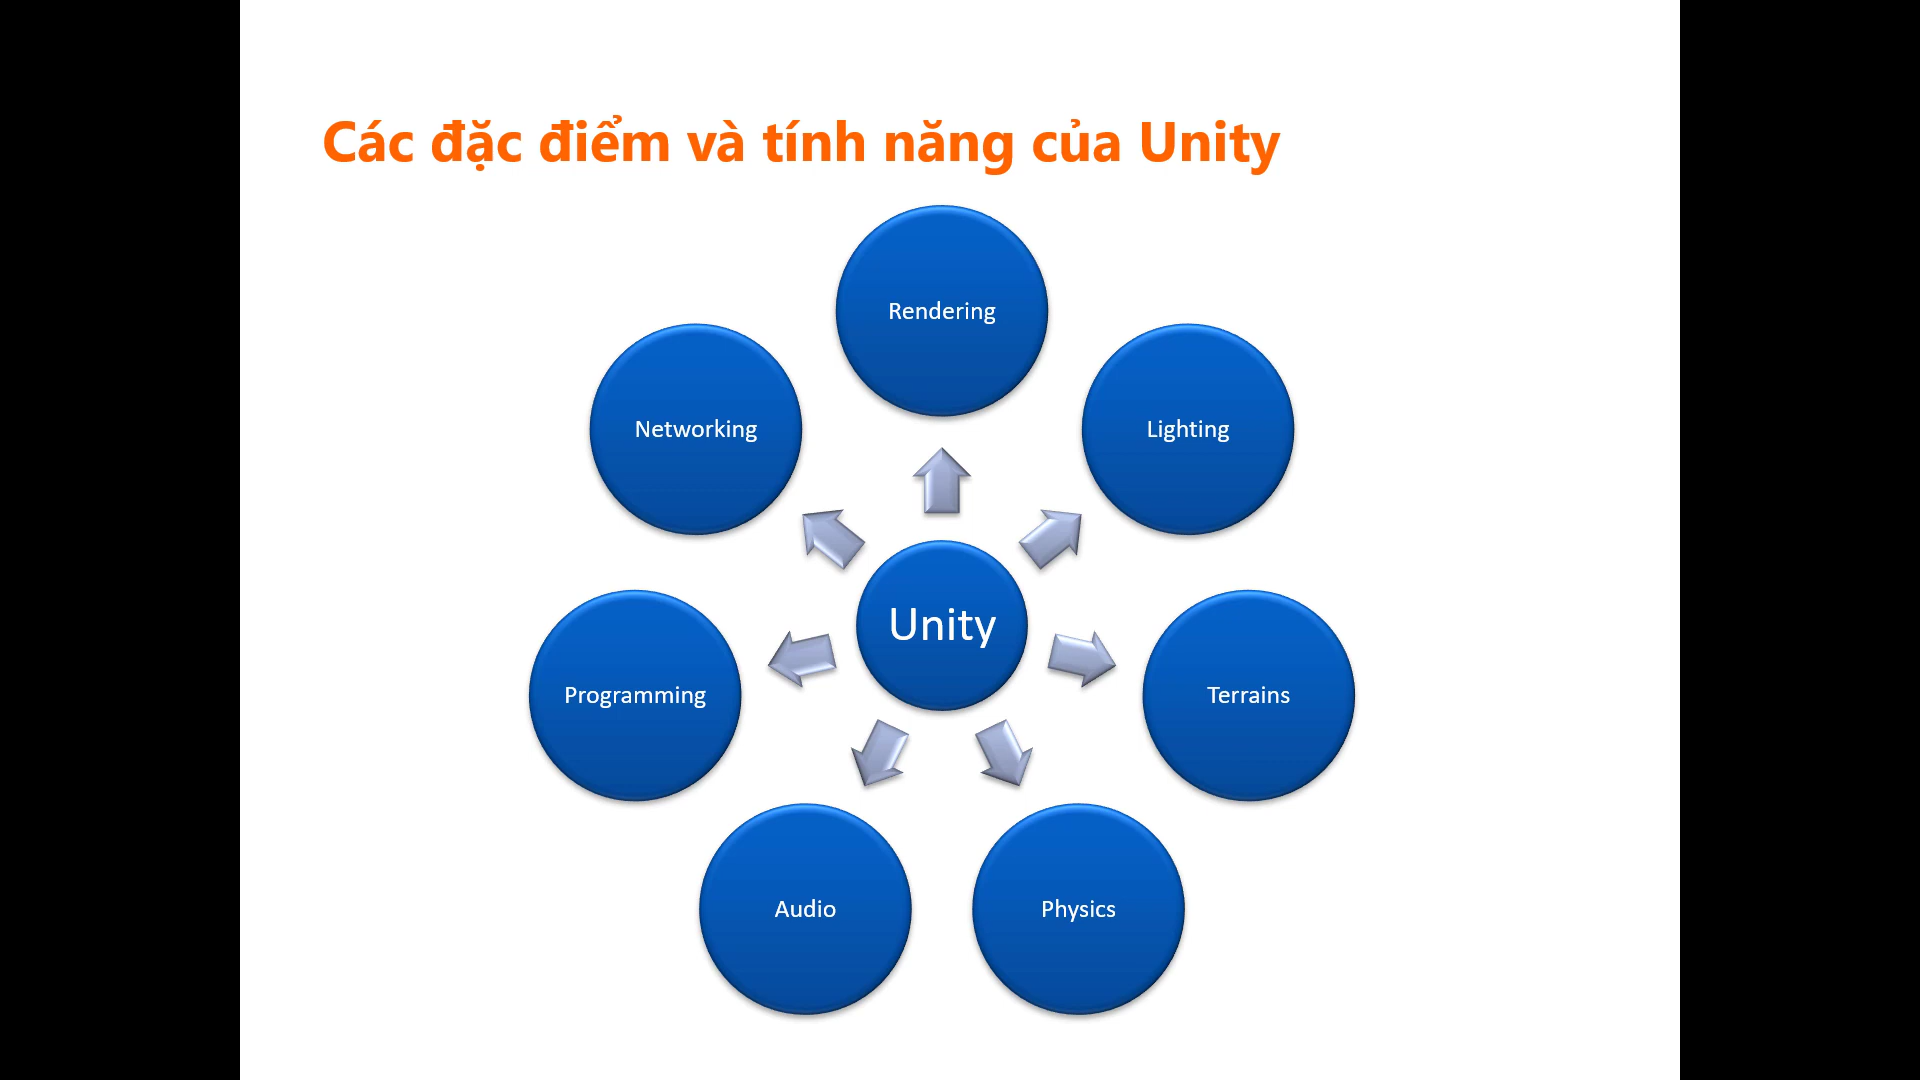 Các đặc điểm và tính năng của Unity
Rendering
Networking
Lighting
Unity
Programming
Terrains
Audio
Physics